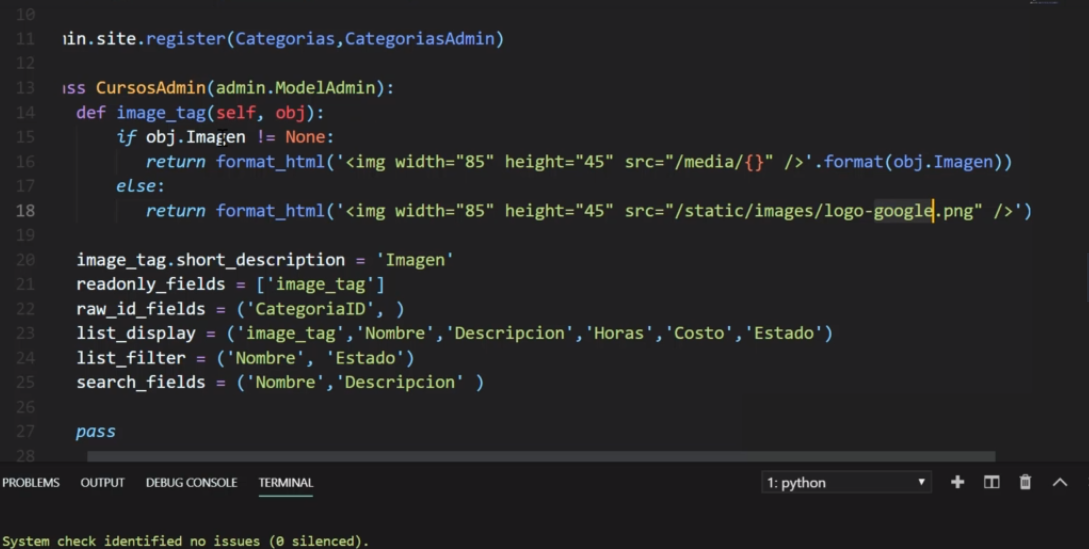 10
11 in.site.register(Categorias,CategoriasAdmin)
12
13 ss CursosAdmin(admin.ModelAdmin):
14 def image_tag(self, obj):
15 if obj.Imagen != None:
16 return format_html('<img width="85" height="45" src="/media/{}" />'.format(obj.Imagen))
17 else:
18 return format_html('<img width="85" height="45" src="/static/images/logo-google.png" />')
19
20 image_tag.short_description = 'Imagen'
21 readonly_fields = ['image_tag']
22 raw_id_fields = ('CategoriaID', )
23 list_display = ('image_tag','Nombre','Descripcion','Horas','Costo','Estado')
24 list_filter = ('Nombre', 'Estado')
25 search_fields = ('Nombre','Descripcion' )
26
27 pass
28
PROBLEMS OUTPUT DEBUG CONSOLE TERMINAL 1: python
System check identified no issues (0 silenced).